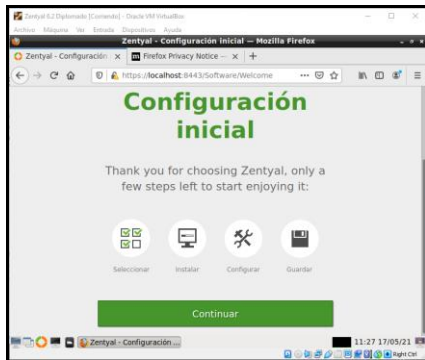 Zentyal 6.2 Diplomado [Corriendo] - Oracle VM VirtualBox
Archivo Máquina Ver Entrada Dispositivos Ayuda
Zentyal - Configuración inicial — Mozilla Firefox
Zentyal - Configuración
Firefox Privacy Notice —
https://localhost:8443/Software/Welcome
Configuración
inicial
Thank you for choosing Zentyal, only a
few steps left to start enjoying it:
Seleccionar Instalar Configurar Guardar
Continuar
Zentyal - Configuración ...
11:27 17/05/21
Right Ctrl